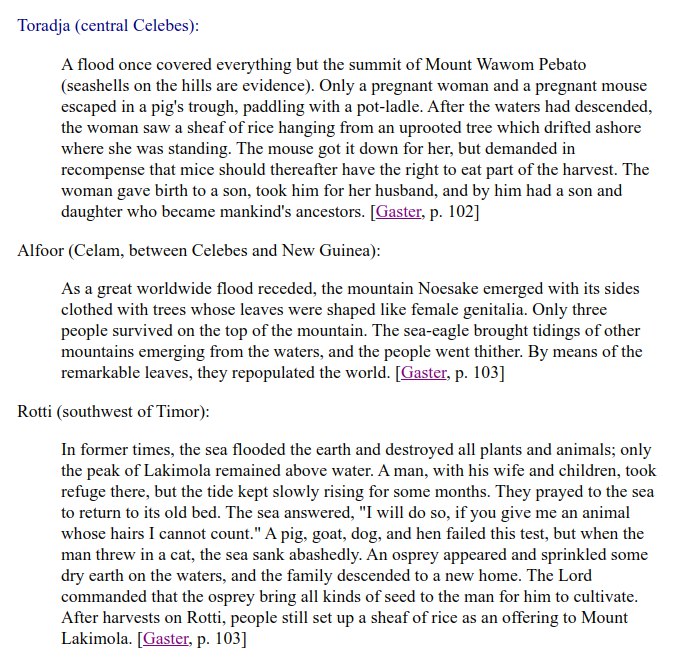 Toradja (central Celebes):
A flood once covered everything but the summit of Mount Wawom Pebato
(seashells on the hills are evidence). Only a pregnant woman and a pregnant mouse
escaped in a pig's trough, paddling with a pot-ladle. After the waters had descended,
the woman saw a sheaf of rice hanging from an uprooted tree which drifted ashore
where she was standing. The mouse got it down for her, but demanded in
recompense that mice should thereafter have the right to eat part of the harvest. The
woman gave birth to a son, took him for her husband, and by him had a son and
daughter who became mankind's ancestors. [Gaster, p. 102]
Alfoor (Celam, between Celebes and New Guinea):
As a great worldwide flood receded, the mountain Noesake emerged with its sides
clothed with trees whose leaves were shaped like female genitalia. Only three
people survived on the top of the mountain. The sea-eagle brought tidings of other
mountains emerging from the waters, and the people went thither. By means of the
remarkable leaves, they repopulated the world. [Gaster, p. 103]
Rotti (southwest of Timor):
In former times, the sea flooded the earth and destroyed all plants and animals; only
the peak of Lakimola remained above water. A man, with his wife and children, took
refuge there, but the tide kept slowly rising for some months. They prayed to the sea
to return to its old bed. The sea answered, "I will do so, if you give me an animal
whose hairs I cannot count." A pig, goat, dog, and hen failed this test, but when the
man threw in a cat, the sea sank abashedly. An osprey appeared and sprinkled some
dry earth on the waters, and the family descended to a new home. The Lord
commanded that the osprey bring all kinds of seed to the man for him to cultivate.
After harvests on Rotti, people still set up a sheaf of rice as an offering to Mount
Lakimola. [Gaster, p. 103]